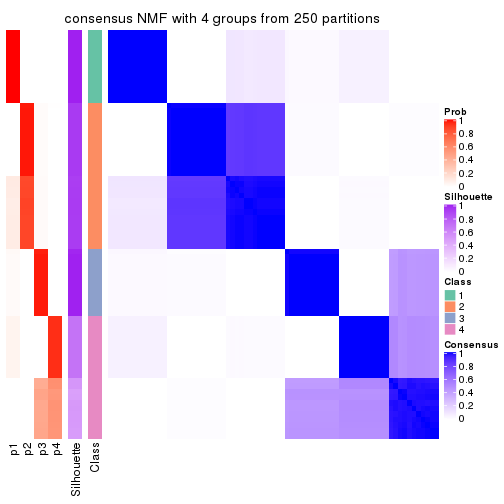 consensus NMF with 4 groups from 250 partitions
Prob
1
0.8
0.6
0.4
0.2
0
Silhouette
1
0.8
0.6
0.4
0.2
0
Class
1
2
3
4
Consensus
1
0.8
0.6
0.4
0.2
0
p1
p2
p3
p4
Silhouette
Class